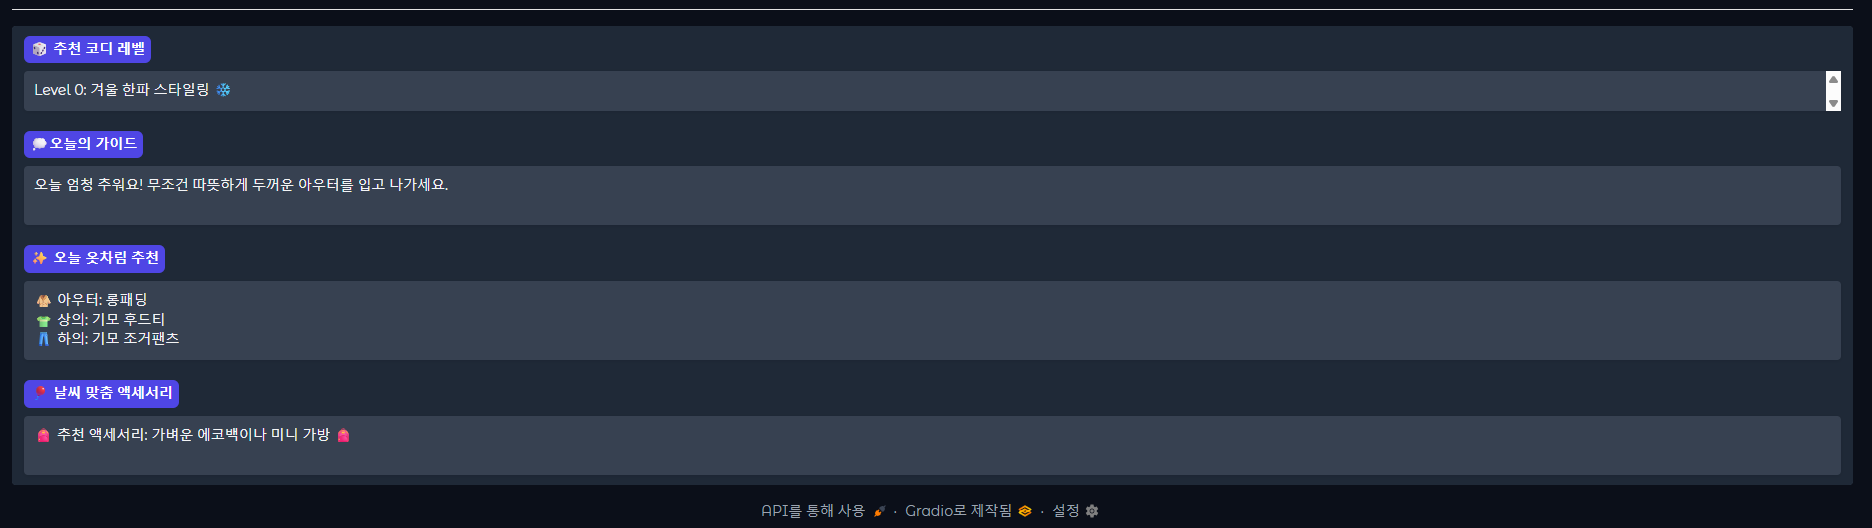 🎲 추천 코디 레벨
Level 0: 겨울 한파 스타일링 ❄️
💭 오늘의 가이드
오늘 엄청 추워요! 무조건 따뜻하게 두꺼운 아우터를 입고 나가세요.
✨ 오늘 옷차림 추천
🧥 아우터: 롱패딩
👕 상의: 기모 후드티
👖 하의: 기모 조거팬츠
🎈 날씨 맞춤 액세서리
🎒 추천 액세서리: 가벼운 에코백이나 미니 가방 🎒
API를 통해 사용 🚀 · Gradio로 제작됨 · 설정 ⚙️